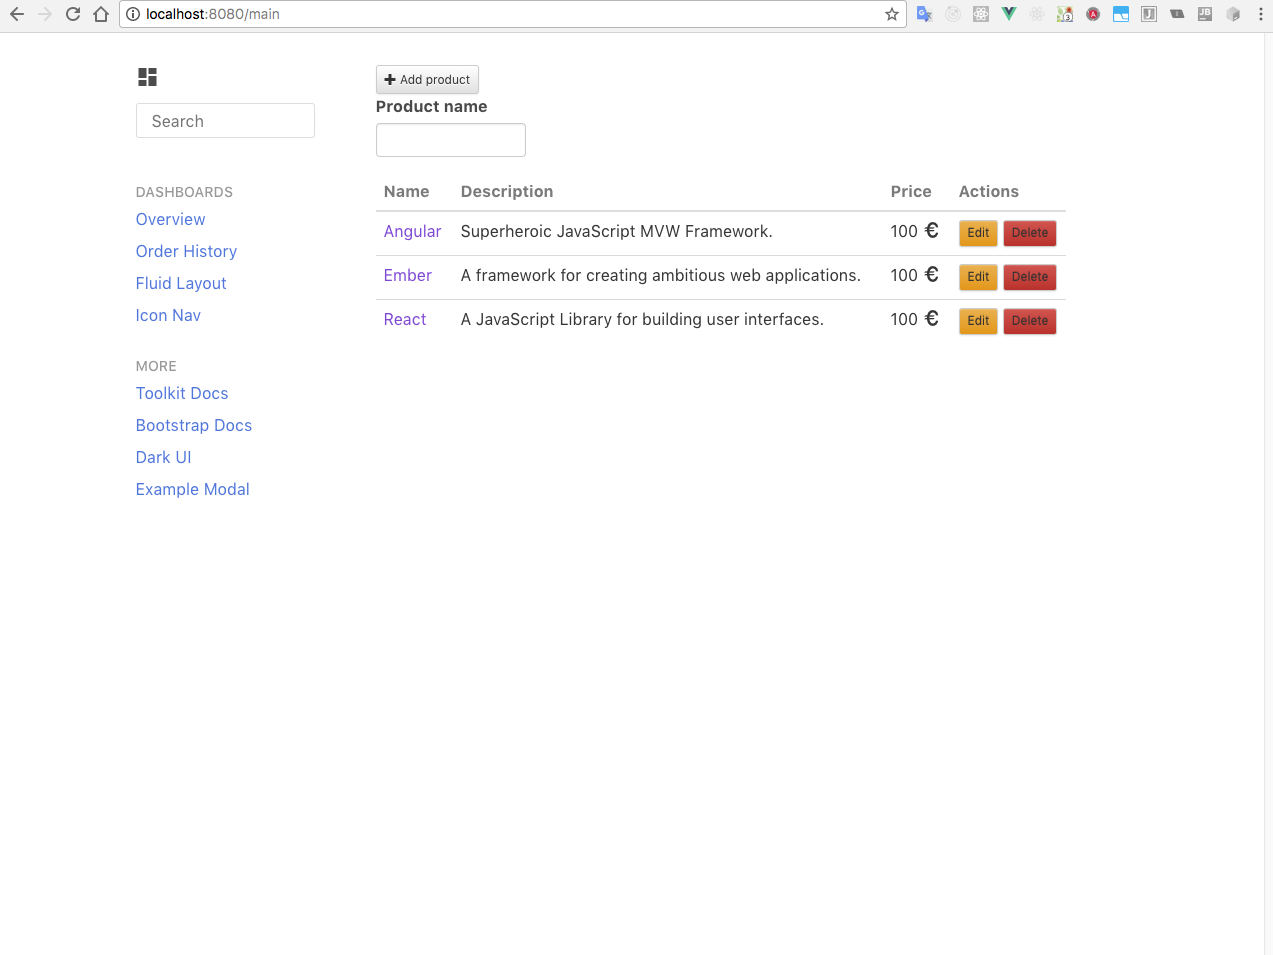 localhost:8080/main
Add product
Product name
Search
Name Description Price Actions
Angular Superheroic JavaScript MVW Framework. 100 € Edit Delete
Ember A framework for creating ambitious web applications. 100 € Edit Delete
React A JavaScript Library for building user interfaces. 100 € Edit Delete
DASHBOARDS
Overview
Order History
Fluid Layout
Icon Nav
MORE
Toolkit Docs
Bootstrap Docs
Dark UI
Example Modal